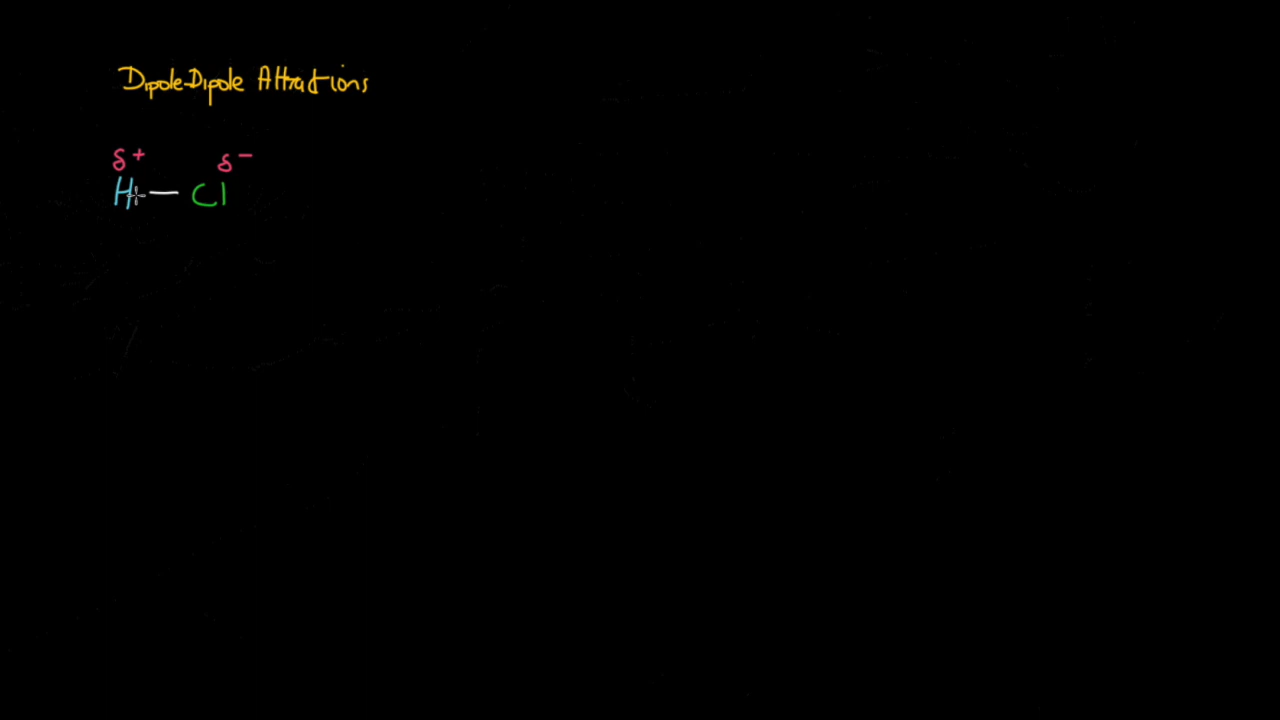 Dipole-Dipole Attractions
δ+ δ−
H — Cl